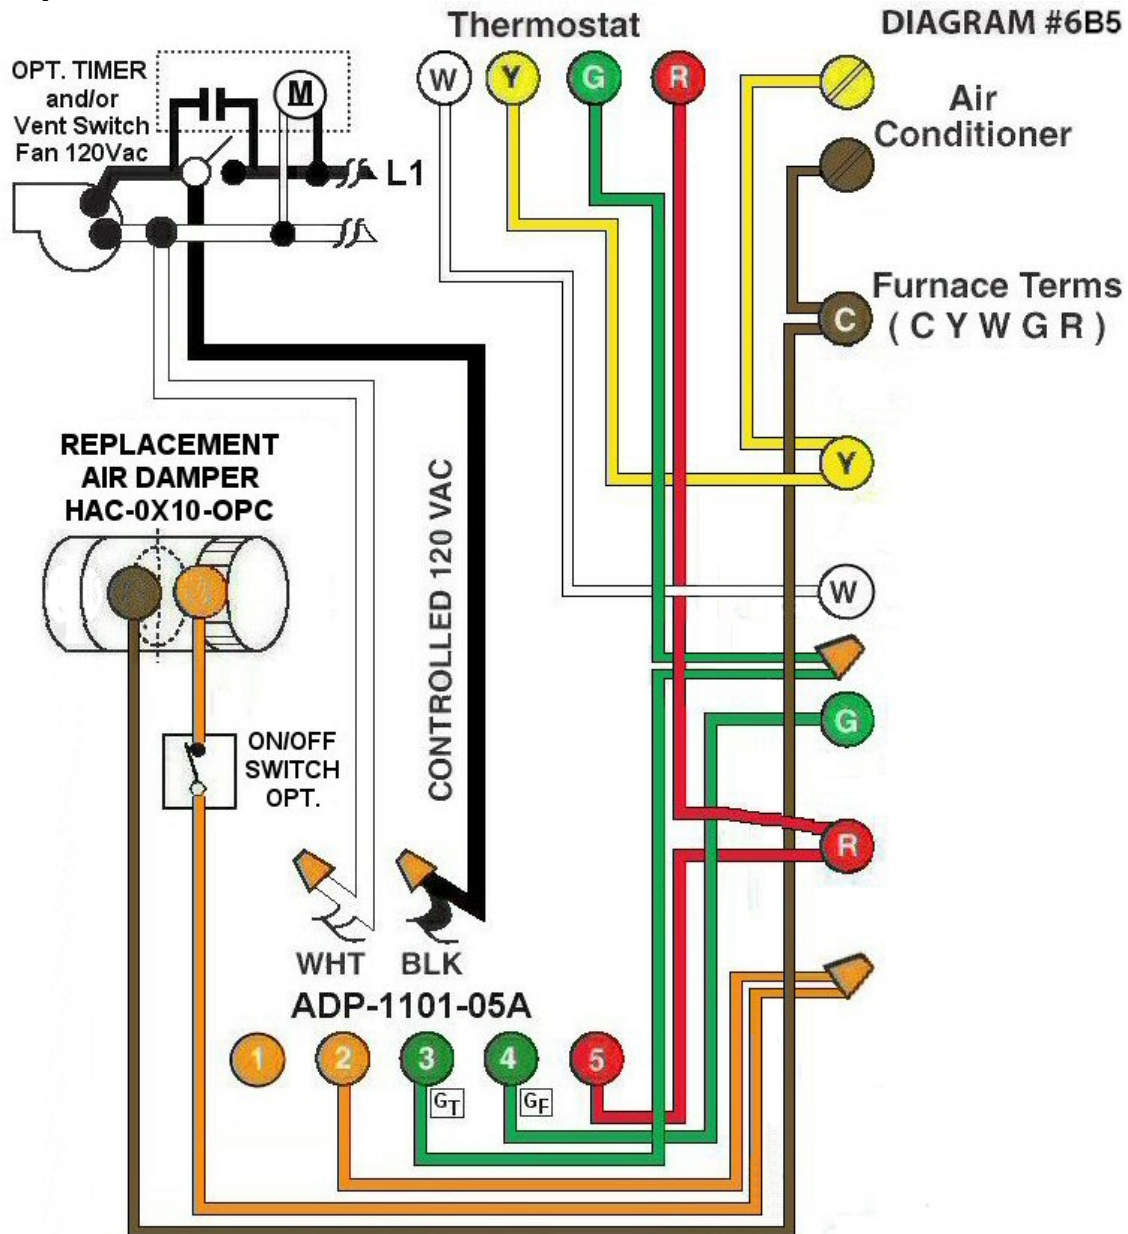 Thermostat
DIAGRAM #6B5
OPT. TIMER
and/or
Vent Switch
Fan 120Vac
M
L1
W
Y
G
R
Air
Conditioner
Furnace Terms
( C Y W G R )
C
Y
W
G
R
REPLACEMENT
AIR DAMPER
HAC-0X10-OPC
CONTROLLED 120 VAC
ON/OFF
SWITCH
OPT.
WHT BLK
ADP-1101-05A
1 2 3 4 5
GT GF